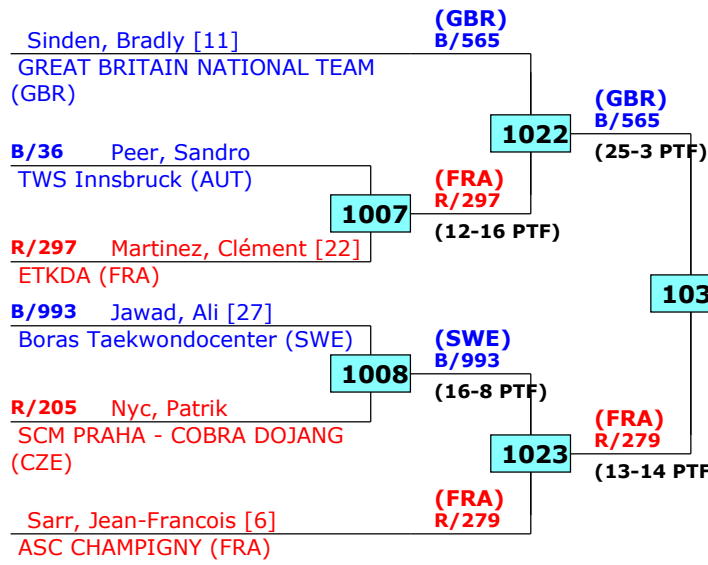 (GBR)
Sinden, Bradly [11]
B/565
GREAT BRITAIN NATIONAL TEAM
(GBR)
(GBR)
B/565
1022
(25-3 PTF)
B/36 Peer, Sandro
TWS Innsbruck (AUT)
(FRA)
R/297
1007
(12-16 PTF)
R/297 Martinez, Clément [22]
ETKDA (FRA)
103
B/993 Jawad, Ali [27]
Boras Taekwondocenter (SWE)
(SWE)
B/993
1008
(16-8 PTF)
R/205 Nyc, Patrik
SCM PRAHA - COBRA DOJANG
(CZE)
(FRA)
R/279
1023
(13-14 PTF
(FRA)
R/279
Sarr, Jean-Francois [6]
ASC CHAMPIGNY (FRA)